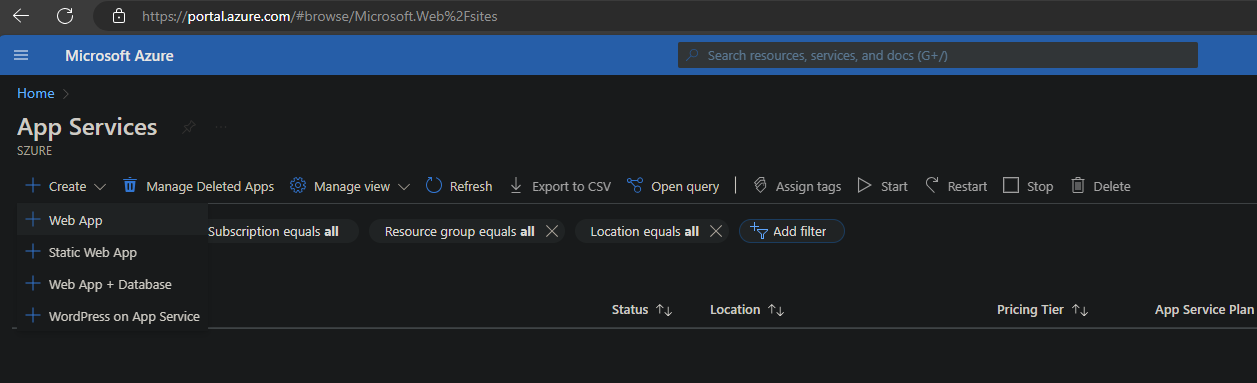 https://portal.azure.com/#browse/Microsoft.Web%2Fsites
Microsoft Azure
Search resources, services, and docs (G+/)
Home
App Services
SZURE
Create Manage Deleted Apps Manage view Refresh Export to CSV Open query Assign tags Start Restart Stop Delete
Web App
Subscription equals all Resource group equals all Location equals all Add filter
Static Web App
Web App + Database
WordPress on App Service
Status Location Pricing Tier App Service Plan